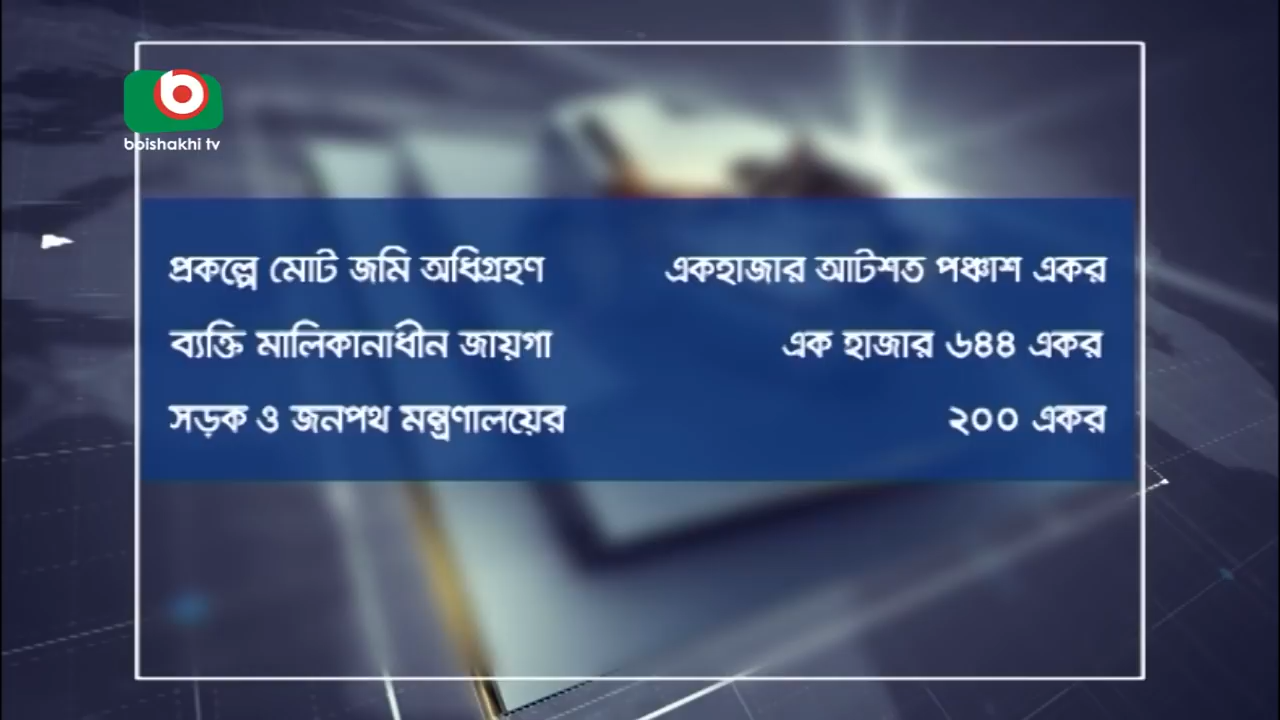 boishakhi tv
প্রকল্পে মোট জমি অধিগ্রহণ একহাজার আটশত পঞ্চাশ একর
ব্যক্তি মালিকানাধীন জায়গা এক হাজার ৬৪৪ একর
সড়ক ও জনপথ মন্ত্রণালয়ের ২০০ একর